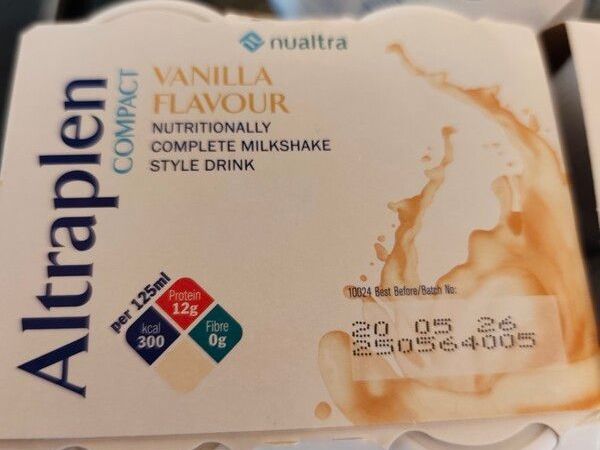 nualtra
Altraplen
COMPACT
VANILLA
FLAVOUR
NUTRITIONALLY
COMPLETE MILKSHAKE
STYLE DRINK
per 125ml
Protein
12g
kcal
300
Fibre
0g
10024 Best Before/Batch No:
20 05 26
250564005